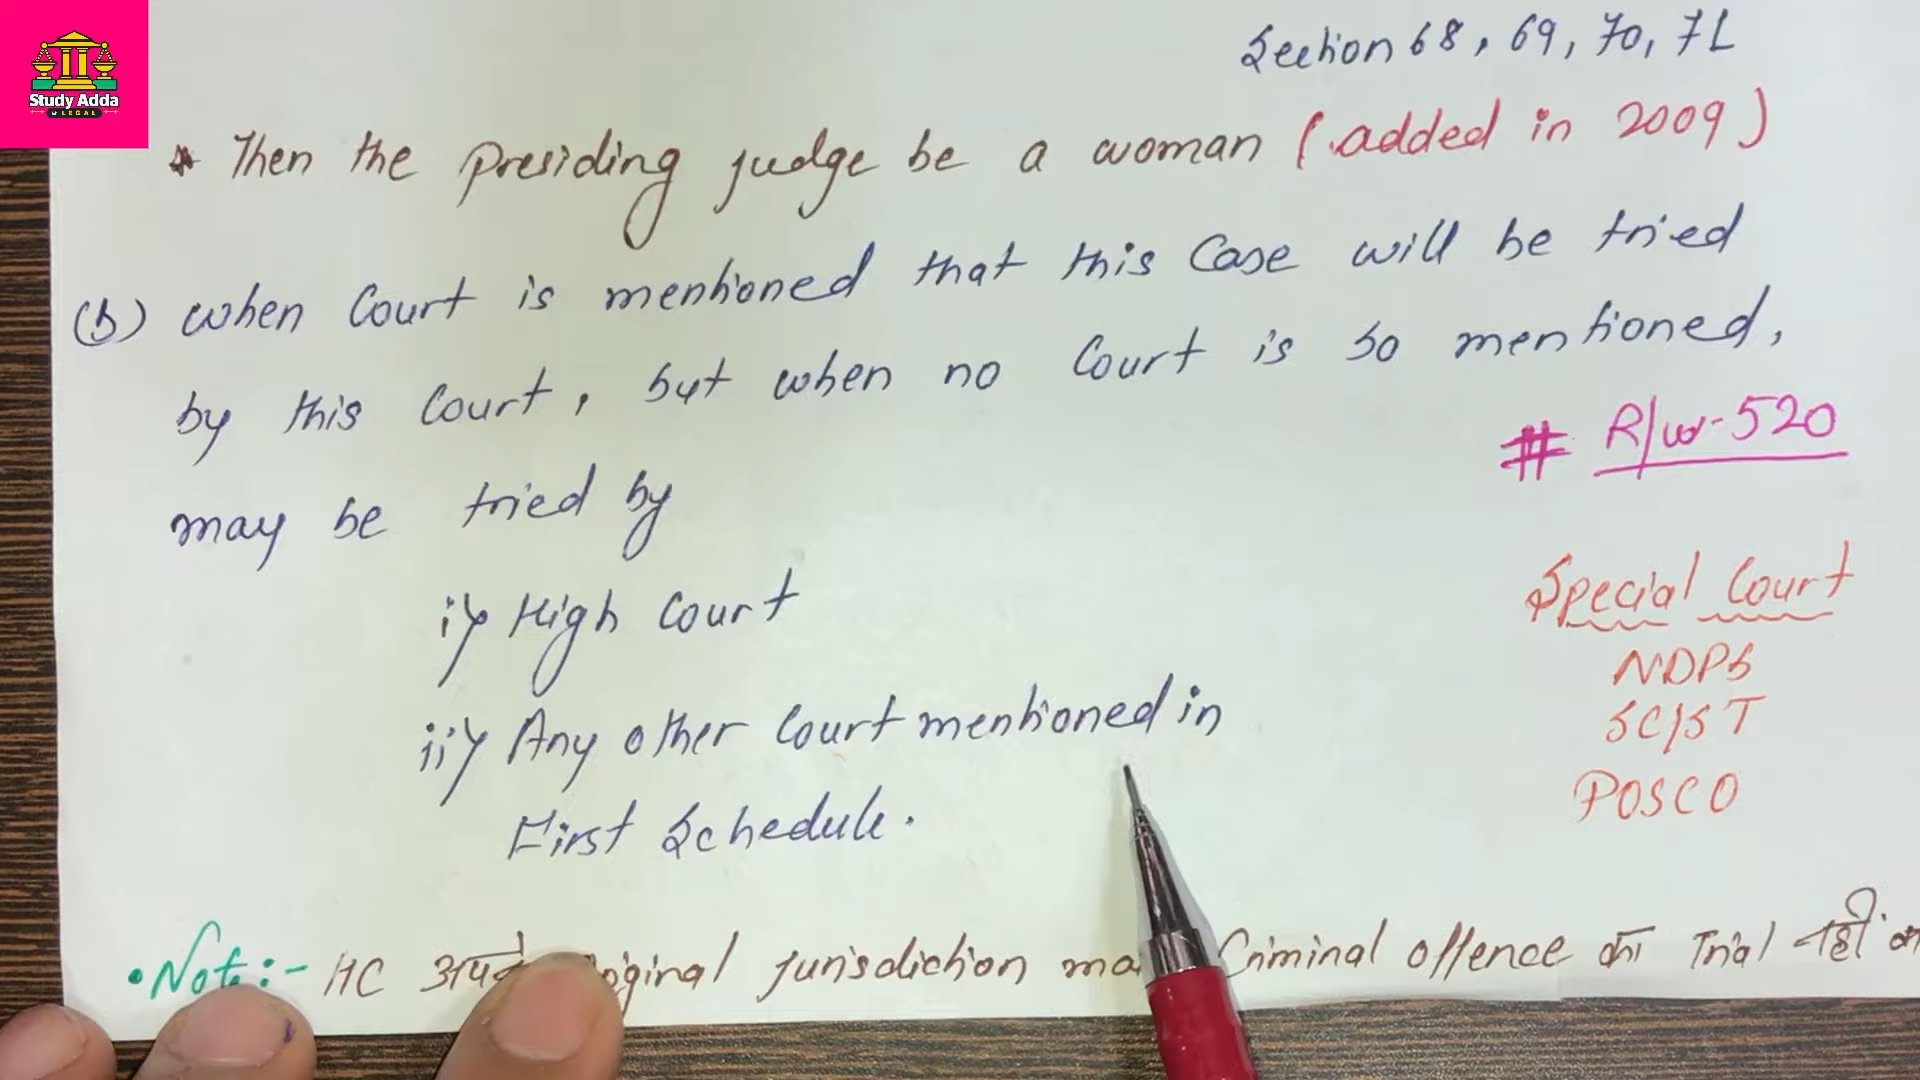 Study Adda
LEGAL
Section 68, 69, 70, 71
* Then the presiding judge be a woman (added in 2009)
(b) when Court is mentioned that this Case will be tried
by this Court, but when no Court is so mentioned,
# R/w-520
may be tried by
i) High Court
ii) Any other Court mentioned in
First Schedule.
Special Court
NDPS
SC/ST
POSCO
• Note:- HC original jurisdiction Criminal offence का Trial नहीं